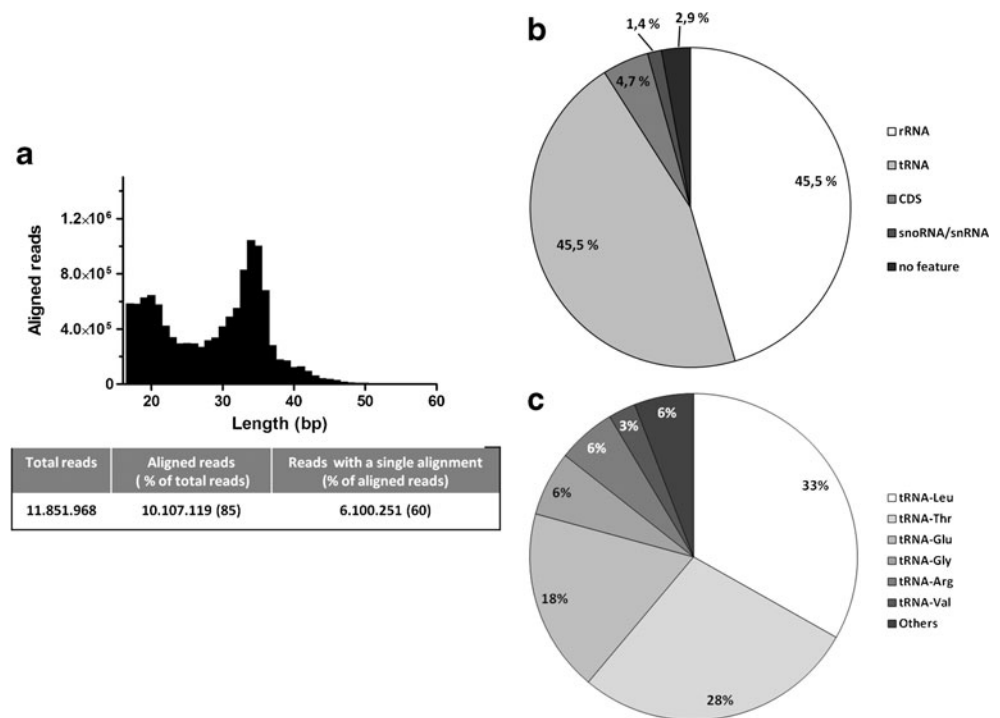 a
Aligned reads
1.2×10⁶
8.0×10⁵
4.0×10⁵
0
20
30
40
50
60
Length (bp)
Total reads
Aligned reads
( % of total reads)
Reads with a single alignment
(% of aligned reads)
11.851.968
10.107.119 (85)
6.100.251 (60)
b
1,4 %
2,9 %
4,7 %
45,5 %
45,5 %
rRNA
tRNA
CDS
snoRNA/snRNA
no feature
c
6%
3%
6%
6%
33%
18%
28%
tRNA-Leu
tRNA-Thr
tRNA-Glu
tRNA-Gly
tRNA-Arg
tRNA-Val
Others